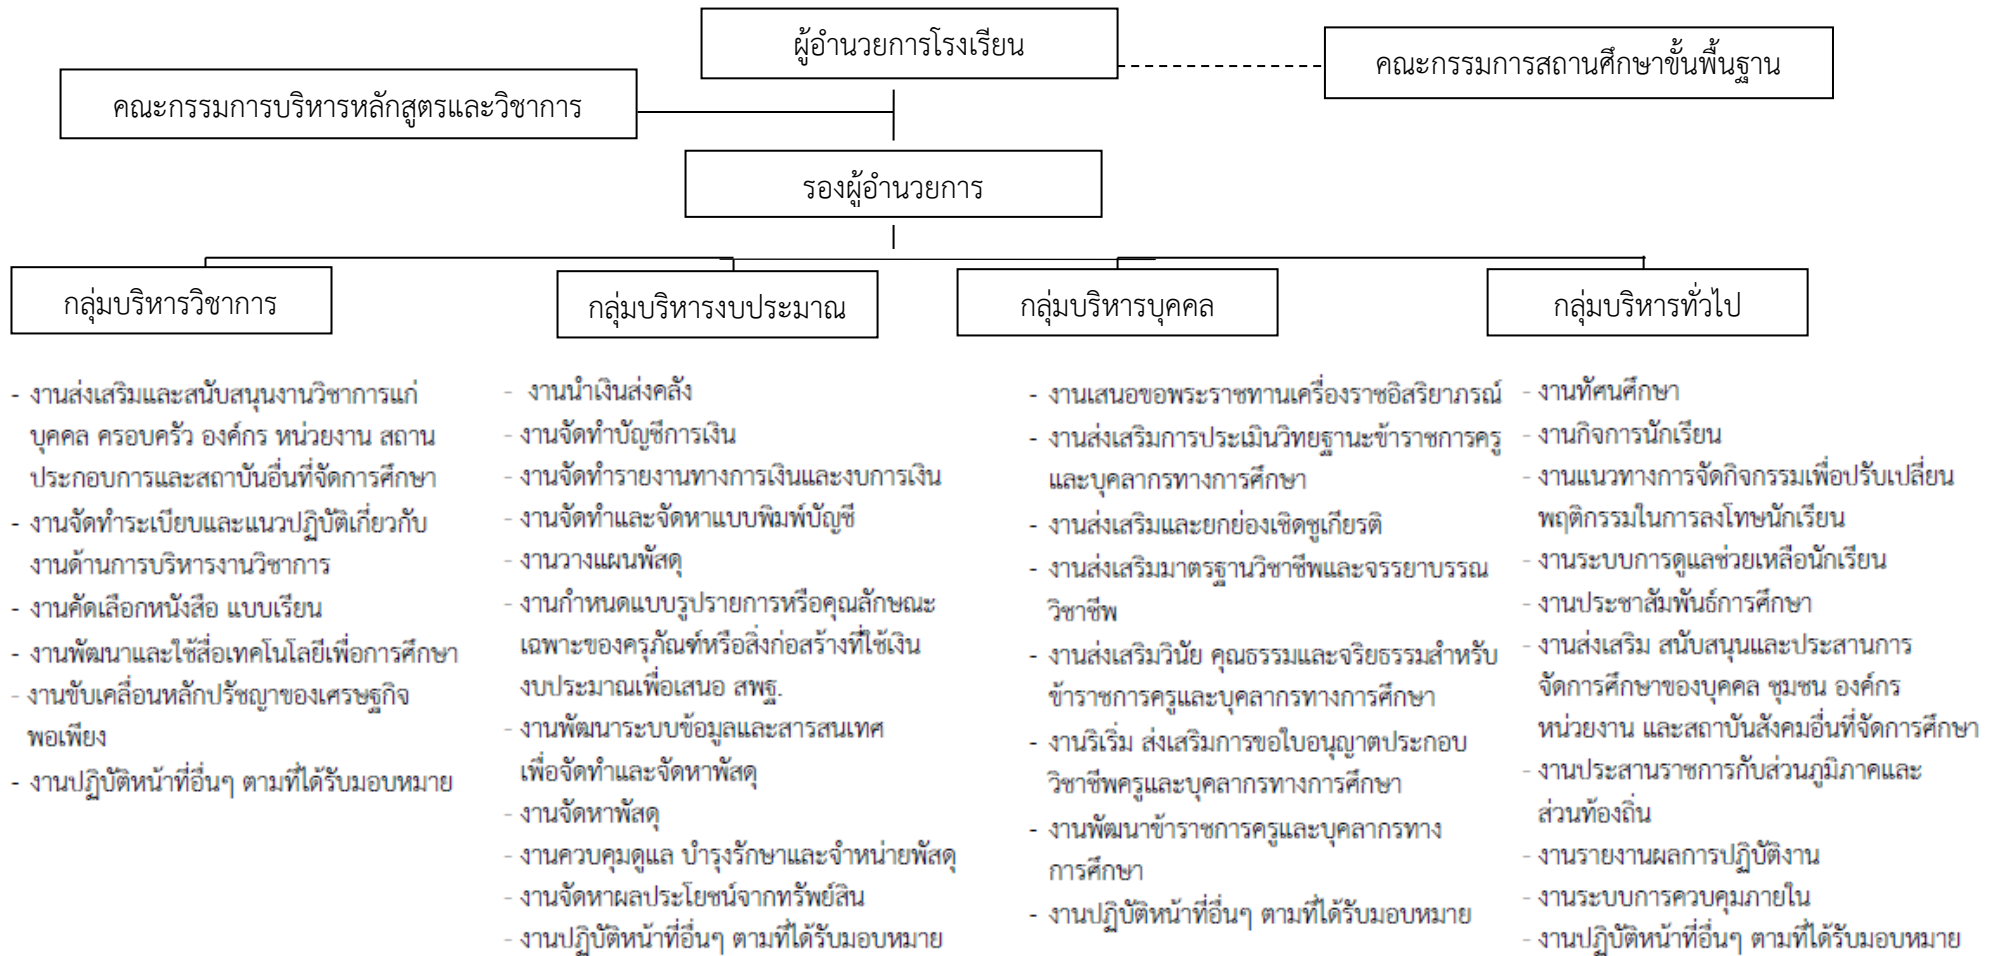 ผู้อำนวยการโรงเรียน
คณะกรรมการสถานศึกษาขั้นพื้นฐาน
คณะกรรมการบริหารหลักสูตรและวิชาการ
รองผู้อำนวยการ
กลุ่มบริหารวิชาการ
กลุ่มบริหารงบประมาณ
กลุ่มบริหารบุคคล
กลุ่มบริหารทั่วไป
- งานส่งเสริมและสนับสนุนงานวิชาการแก่
บุคคล ครอบครัว องค์กร หน่วยงาน สถาน
ประกอบการและสถาบันอื่นที่จัดการศึกษา
- งานจัดทำระเบียบและแนวปฏิบัติเกี่ยวกับ
งานด้านการบริหารงานวิชาการ
- งานคัดเลือกหนังสือ แบบเรียน
- งานพัฒนาและใช้สื่อเทคโนโลยีเพื่อการศึกษา
- งานขับเคลื่อนหลักปรัชญาของเศรษฐกิจ
พอเพียง
- งานปฏิบัติหน้าที่อื่นๆ ตามที่ได้รับมอบหมาย
- งานนำเงินส่งคลัง
- งานจัดทำบัญชีการเงิน
- งานจัดทำรายงานทางการเงินและงบการเงิน
- งานจัดทำและจัดหาแบบพิมพ์บัญชี
- งานวางแผนพัสดุ
- งานกำหนดแบบรูปรายการหรือคุณลักษณะ
เฉพาะของครุภัณฑ์หรือสิ่งก่อสร้างที่ใช้เงิน
งบประมาณเพื่อเสนอ สพฐ.
- งานพัฒนาระบบข้อมูลและสารสนเทศ
เพื่อจัดทำและจัดหาพัสดุ
- งานจัดหาพัสดุ
- งานควบคุมดูแล บำรุงรักษาและจำหน่ายพัสดุ
- งานจัดหาผลประโยชน์จากทรัพย์สิน
- งานปฏิบัติหน้าที่อื่นๆ ตามที่ได้รับมอบหมาย
- งานเสนอขอพระราชทานเครื่องราชอิสริยาภรณ์
- งานส่งเสริมการประเมินวิทยฐานะข้าราชการครู
และบุคลากรทางการศึกษา
- งานส่งเสริมและยกย่องเชิดชูเกียรติ
- งานส่งเสริมมาตรฐานวิชาชีพและจรรยาบรรณ
วิชาชีพ
- งานส่งเสริมวินัย คุณธรรมและจริยธรรมสำหรับ
ข้าราชการครูและบุคลากรทางการศึกษา
- งานริเริ่ม ส่งเสริมการขอใบอนุญาตประกอบ
วิชาชีพครูและบุคลากรทางการศึกษา
- งานพัฒนาข้าราชการครูและบุคลากรทาง
การศึกษา
- งานปฏิบัติหน้าที่อื่นๆ ตามที่ได้รับมอบหมาย
- งานทัศนศึกษา
- งานกิจการนักเรียน
- งานแนวทางการจัดกิจกรรมเพื่อปรับเปลี่ยน
พฤติกรรมในการลงโทษนักเรียน
- งานระบบการดูแลช่วยเหลือนักเรียน
- งานประชาสัมพันธ์การศึกษา
- งานส่งเสริม สนับสนุนและประสานการ
จัดการศึกษาของบุคคล ชุมชน องค์กร
หน่วยงาน และสถาบันสังคมอื่นที่จัดการศึกษา
- งานประสานราชการกับส่วนภูมิภาคและ
ส่วนท้องถิ่น
- งานรายงานผลการปฏิบัติงาน
- งานระบบการควบคุมภายใน
- งานปฏิบัติหน้าที่อื่นๆ ตามที่ได้รับมอบหมาย